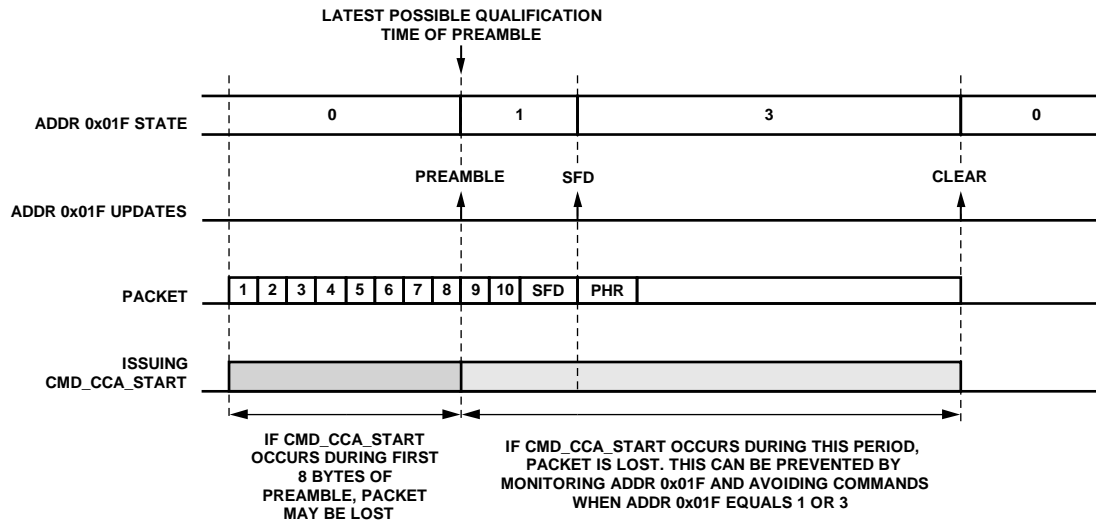 LATEST POSSIBLE QUALIFICATION
TIME OF PREAMBLE
ADDR 0x01F STATE
0
1
3
0
PREAMBLE
SFD
CLEAR
ADDR 0x01F UPDATES
PACKET
1 2 3 4 5 6 7 8 9 10 SFD PHR
ISSUING
CMD_CCA_START
IF CMD_CCA_START
OCCURS DURING FIRST
8 BYTES OF
PREAMBLE, PACKET
MAY BE LOST
IF CMD_CCA_START OCCURS DURING THIS PERIOD,
PACKET IS LOST. THIS CAN BE PREVENTED BY
MONITORING ADDR 0x01F AND AVOIDING COMMANDS
WHEN ADDR 0x01F EQUALS 1 OR 3